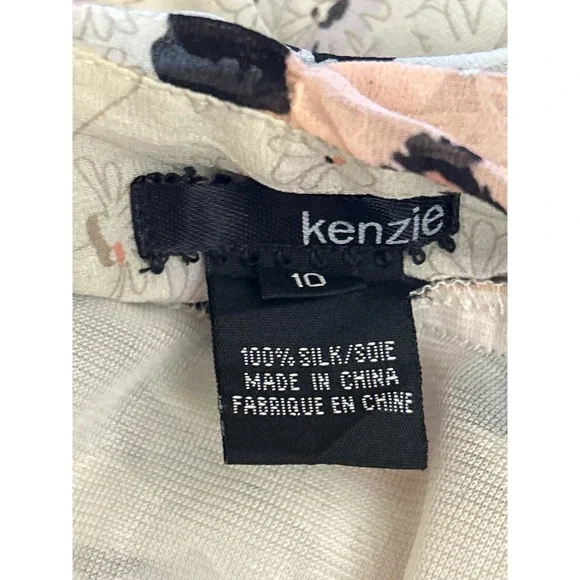 kenzie
10
100% SILK/SOIE
MADE IN CHINA
FABRIQUE EN CHINE